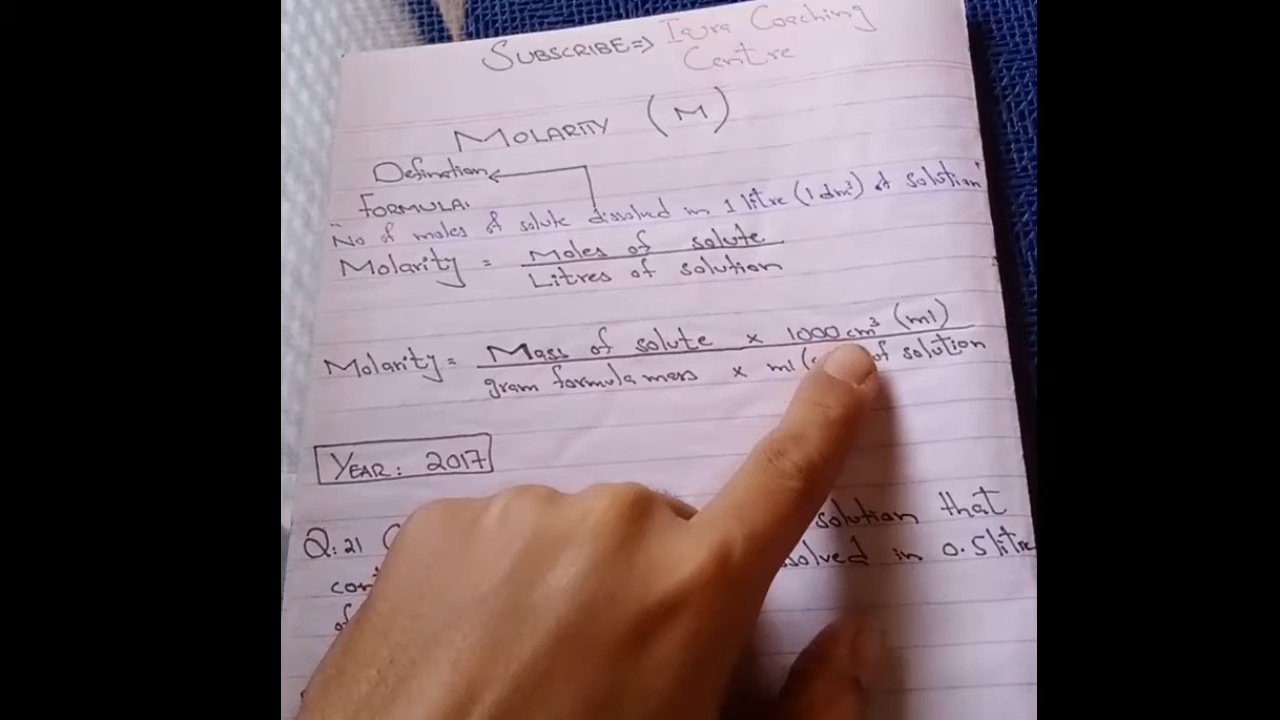 SUBSCRIBE=> Iqra Coaching
Centre
MOLARITY (M)
Defination
FORMULA:
"No of moles of solute dissolved in 1 litre (1 dm³) of solution"
Molarity = Moles of solute
Litres of solution
Molarity = Mass of solute x 1000 cm³ (ml)
gram formula mass x ml ( of solution
YEAR: 2017
Q:21 solution that
in 0.5 litre
of